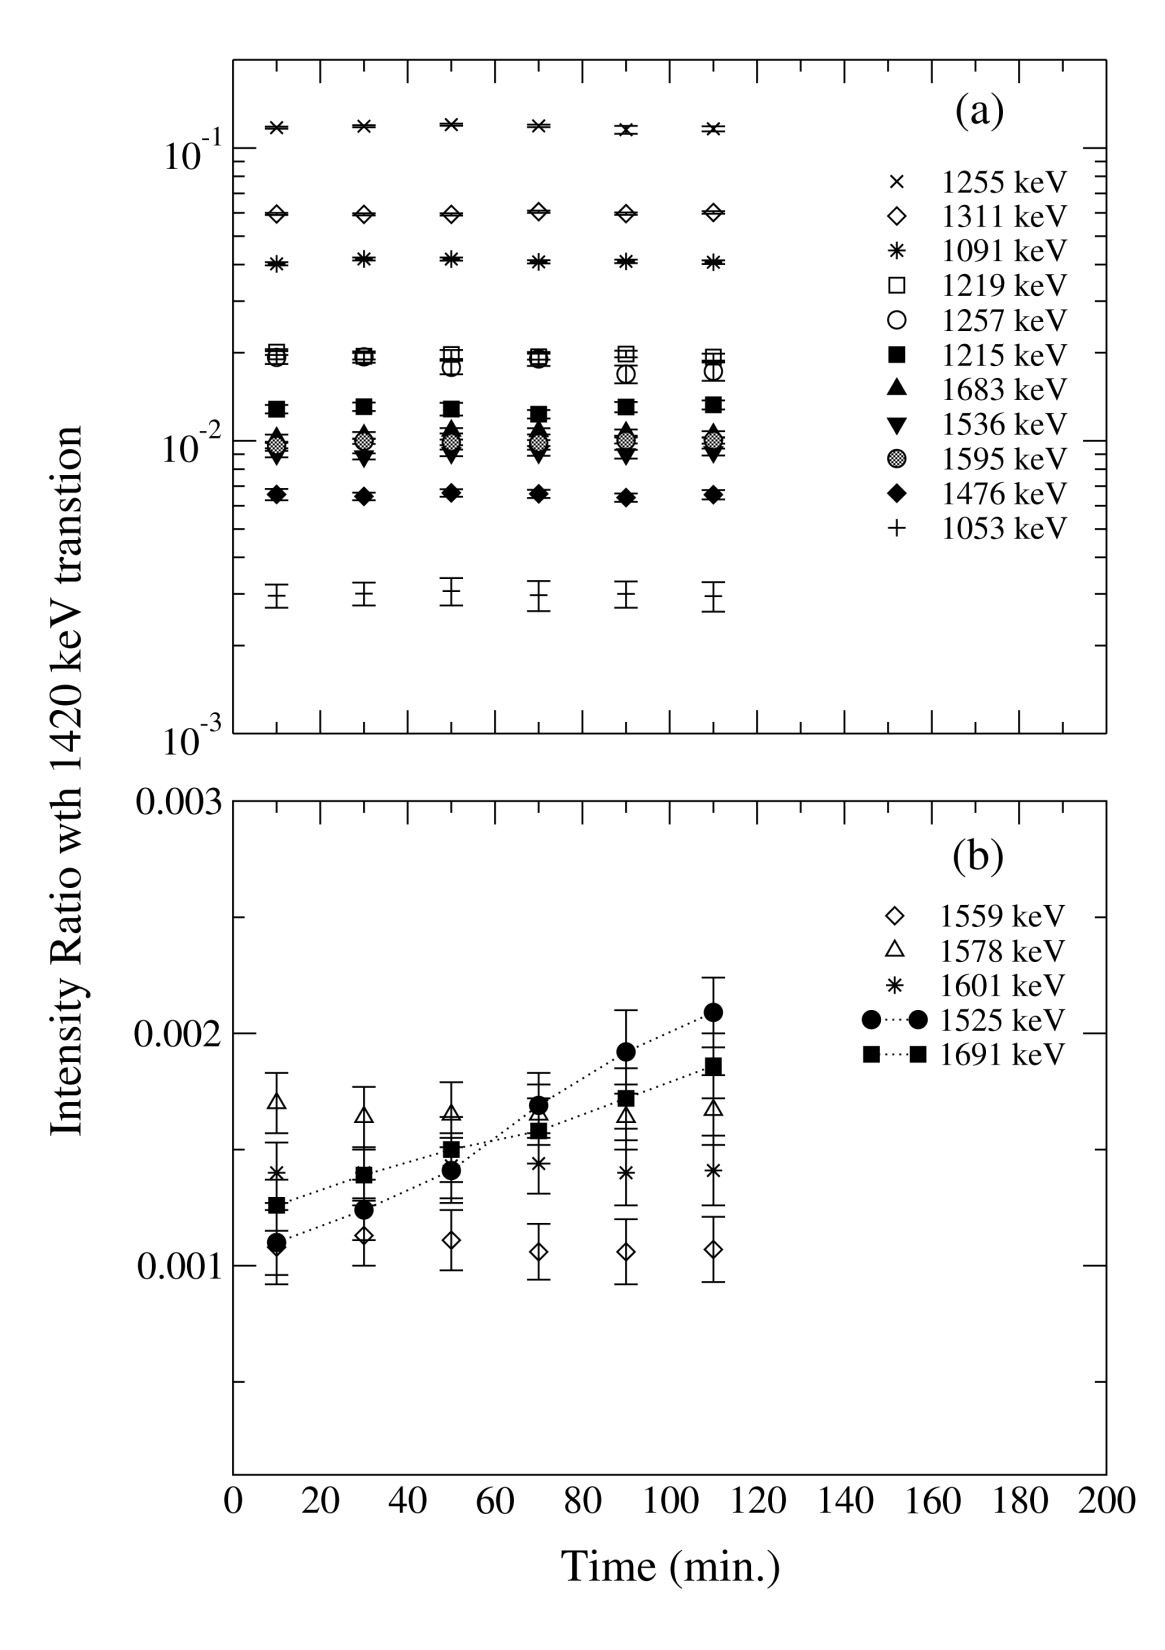 Intensity Ratio wth 1420 keV transtion
(a)
10-1
10-2
10-3
1255 keV
1311 keV
1091 keV
1219 keV
1257 keV
1215 keV
1683 keV
1536 keV
1595 keV
1476 keV
1053 keV
(b)
0.003
0.002
0.001
1559 keV
1578 keV
1601 keV
1525 keV
1691 keV
0 20 40 60 80 100 120 140 160 180 200
Time (min.)